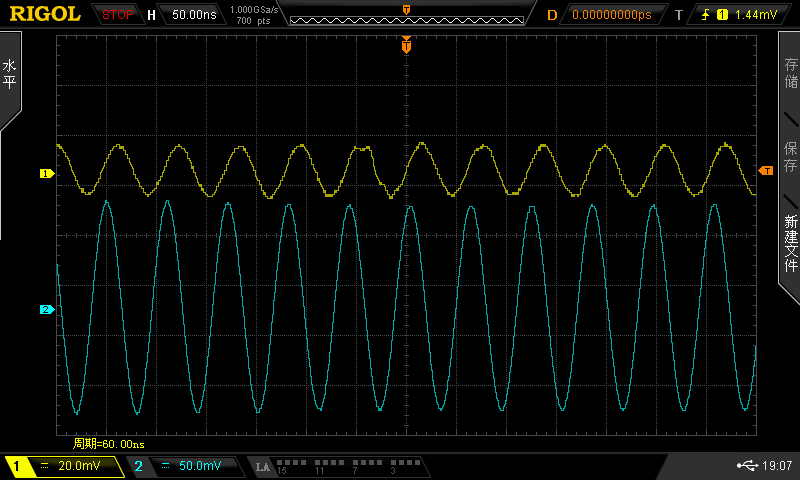 RIGOL STOP H 50.00ns 1.000GSa/s 700 pts T D 0.00000000ps T 1 1.44mV
T
水平
存储
保存
新建文件
1
T
2
周期=60.00ns
1 20.0mV 2 50.0mV LA 15 11 7 3 19:07